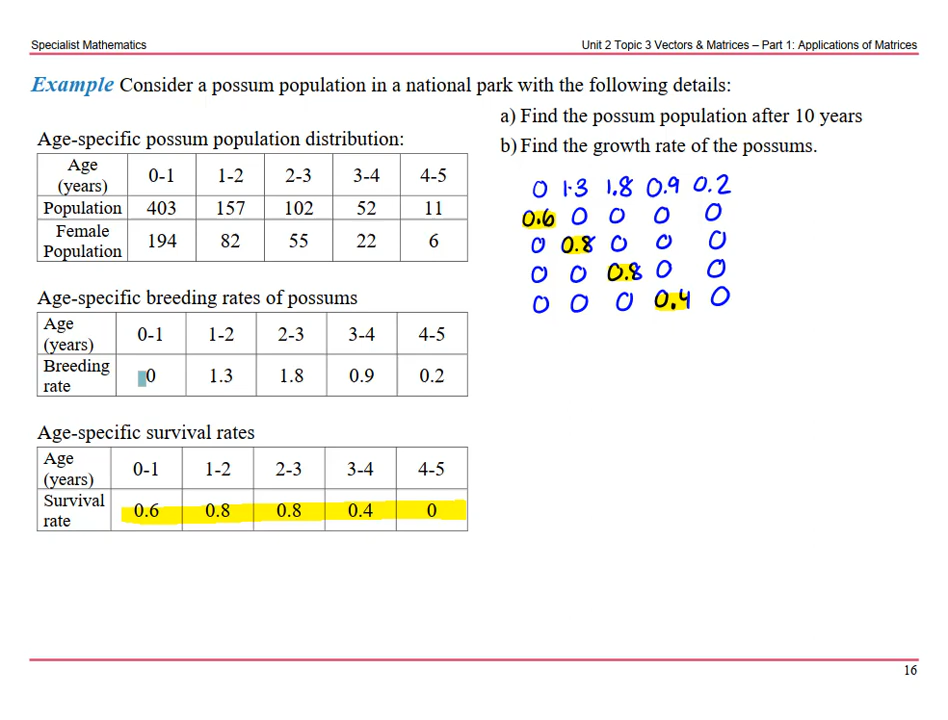 Specialist Mathematics
Unit 2 Topic 3 Vectors & Matrices – Part 1: Applications of Matrices
Example Consider a possum population in a national park with the following details:
a) Find the possum population after 10 years
b) Find the growth rate of the possums.
Age-specific possum population distribution:
Age (years) 0-1 1-2 2-3 3-4 4-5
Population 403 157 102 52 11
Female Population 194 82 55 22 6
Age-specific breeding rates of possums
Age (years) 0-1 1-2 2-3 3-4 4-5
Breeding rate 0 1.3 1.8 0.9 0.2
Age-specific survival rates
Age (years) 0-1 1-2 2-3 3-4 4-5
Survival rate 0.6 0.8 0.8 0.4 0
0 1.3 1.8 0.9 0.2
0.6 0 0 0 0
0 0.8 0 0 0
0 0 0.8 0 0
0 0 0 0.4 0
16